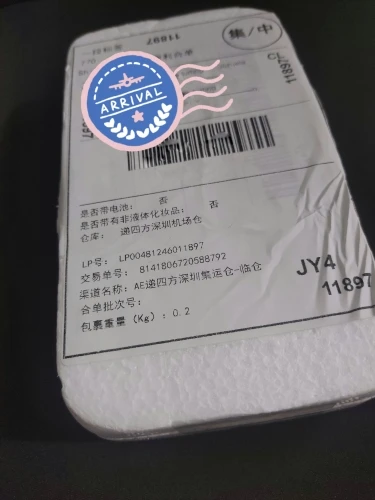 11897
集/中
11897
ARRIVAL
是否带电池： 否
是否带有非液体化妆品： 否
仓库： 递四方深圳机场仓
LP号： LP00481246011897
交易单号： 8141806720588792
渠道名称： AE递四方深圳集运仓-临仓
合单批次号：
包裹重量 (Kg) ： 0.2
JY4
11897